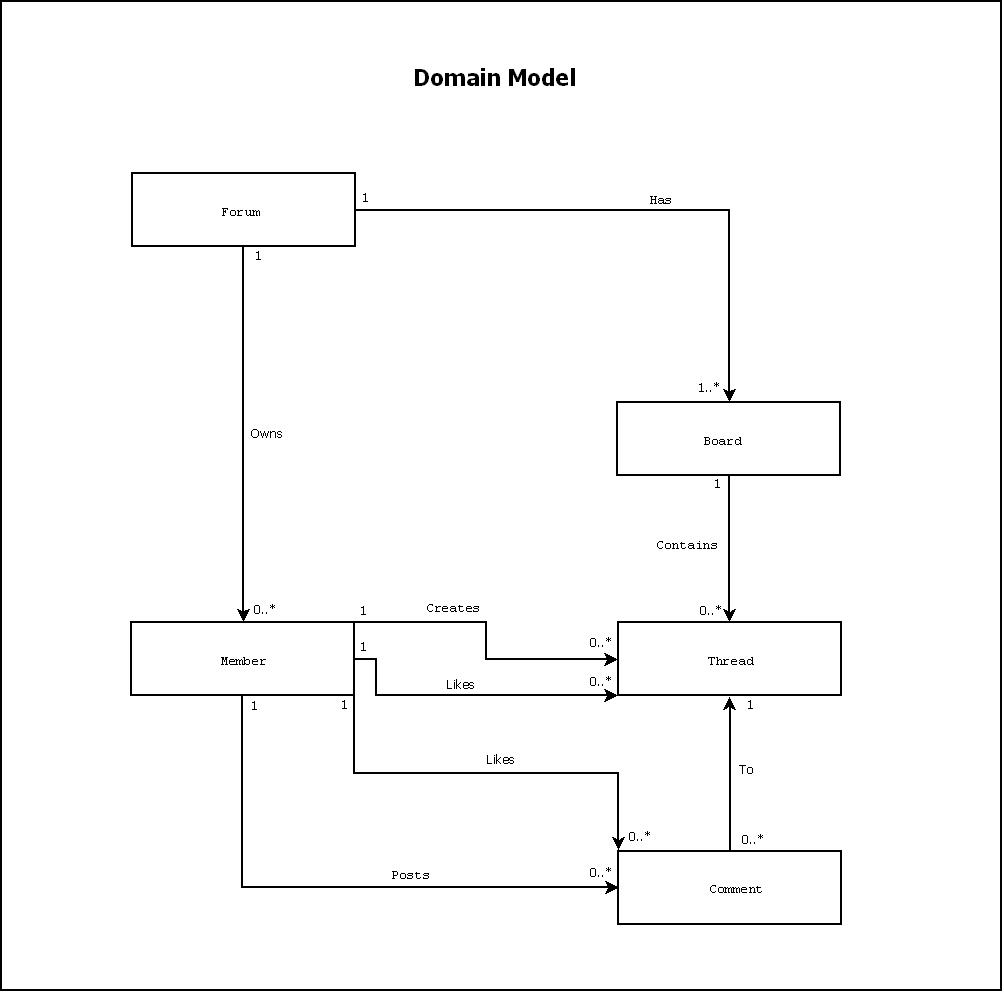 Domain Model
1
Has
Forum
1
1..*
Owns
Board
1
Contains
0..*
1
Creates
0..*
0..*
1
Member
Thread
Likes
0..*
1
1
1
Likes
To
0..*
0..*
Posts
0..*
Comment